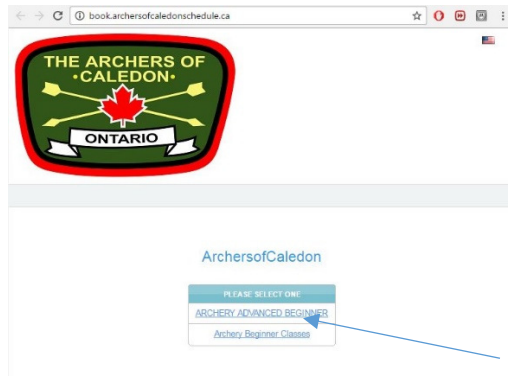 book.archersofcaledonschedule.ca
THE ARCHERS OF
•CALEDON•
ONTARIO
ArchersofCaledon
PLEASE SELECT ONE
ARCHERY ADVANCED BEGINNER
Archery Beginner Classes